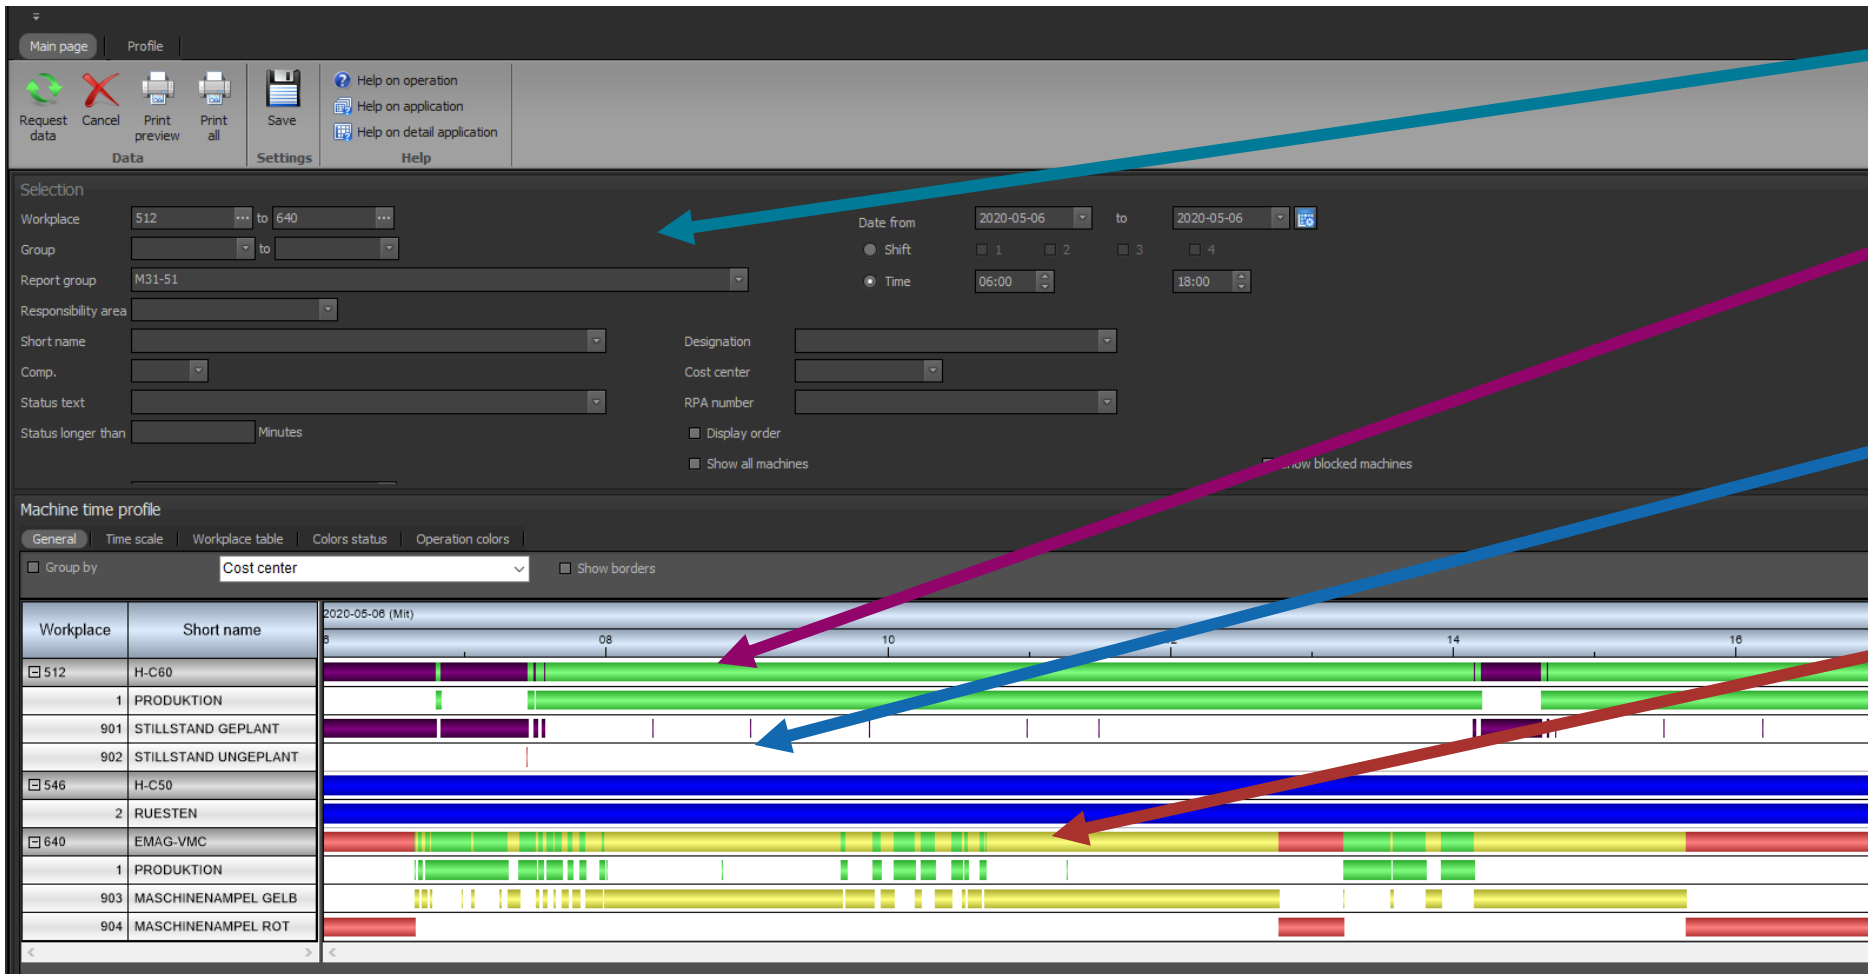 Main page Profile
Request data Cancel Print preview Print all Save
Help on operation
Help on application
Help on detail application
Data Settings Help
Selection
Workplace 512 ... to 640 ... Date from 2020-05-06 to 2020-05-06
Group to Shift 1 2 3 4
Report group M31-51 Time 06:00 18:00
Responsibility area
Short name Designation
Comp. Cost center
Status text RPA number
Status longer than Minutes Display order
Show all machines Show blocked machines
Machine time profile
General Time scale Workplace table Colors status Operation colors
Group by Cost center Show borders
Workplace Short name 2020-05-06 (Mit)
08 10 14 16
512 H-C60
1 PRODUKTION
901 STILLSTAND GEPLANT
902 STILLSTAND UNGEPLANT
546 H-C50
2 RUESTEN
640 EMAG-VMC
1 PRODUKTION
903 MASCHINENAMPEL GELB
904 MASCHINENAMPEL ROT